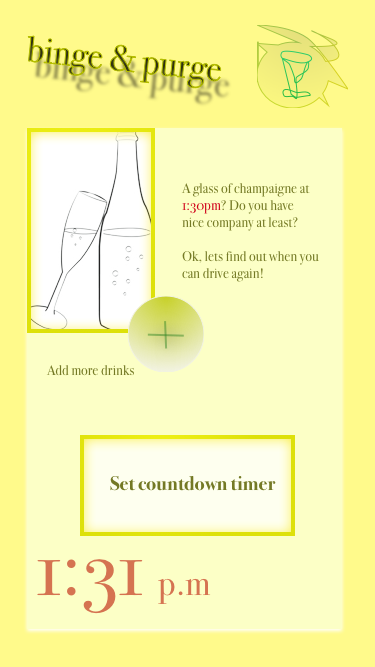 binge & purge
A glass of champaigne at
1:30pm? Do you have
nice company at least?
Ok, lets find out when you
can drive again!
Add more drinks
Set countdown timer
1:31 p.m